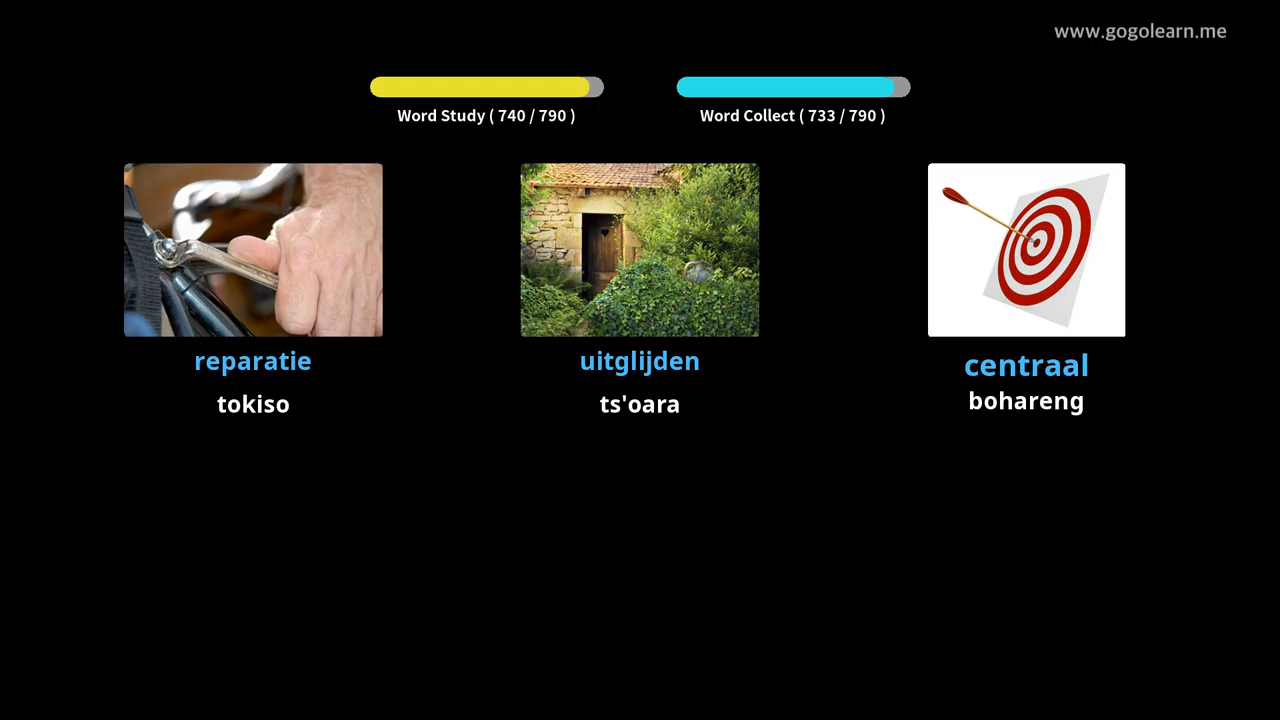 www.gogolearn.me
Word Study ( 740 / 790 )
Word Collect ( 733 / 790 )
reparatie
uitglijden
centraal
tokiso
ts'oara
bohareng